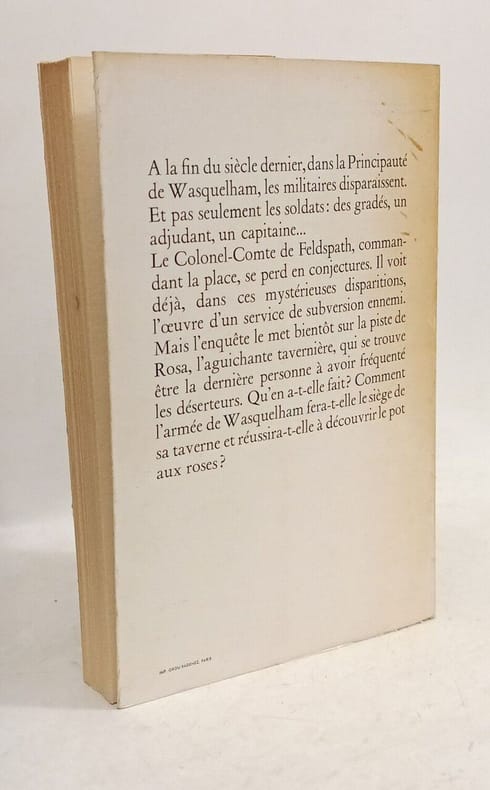 A la fin du siècle dernier, dans la Principauté
de Wasquelham, les militaires disparaissent.
Et pas seulement les soldats : des gradés, un
adjudant, un capitaine...
Le Colonel-Comte de Feldspath, comman-
dant la place, se perd en conjectures. Il voit
déjà, dans ces mystérieuses disparitions,
l'œuvre d'un service de subversion ennemi.
Mais l'enquête le met bientôt sur la piste de
Rosa, l'aguichante tavernière, qui se trouve
être la dernière personne à avoir fréquenté
les déserteurs. Qu'en a-t-elle fait ? Comment
l'armée de Wasquelham fera-t-elle le siège de
sa taverne et réussira-t-elle à découvrir le pot
aux roses ?
IMP. GROU-RADENEZ, PARIS